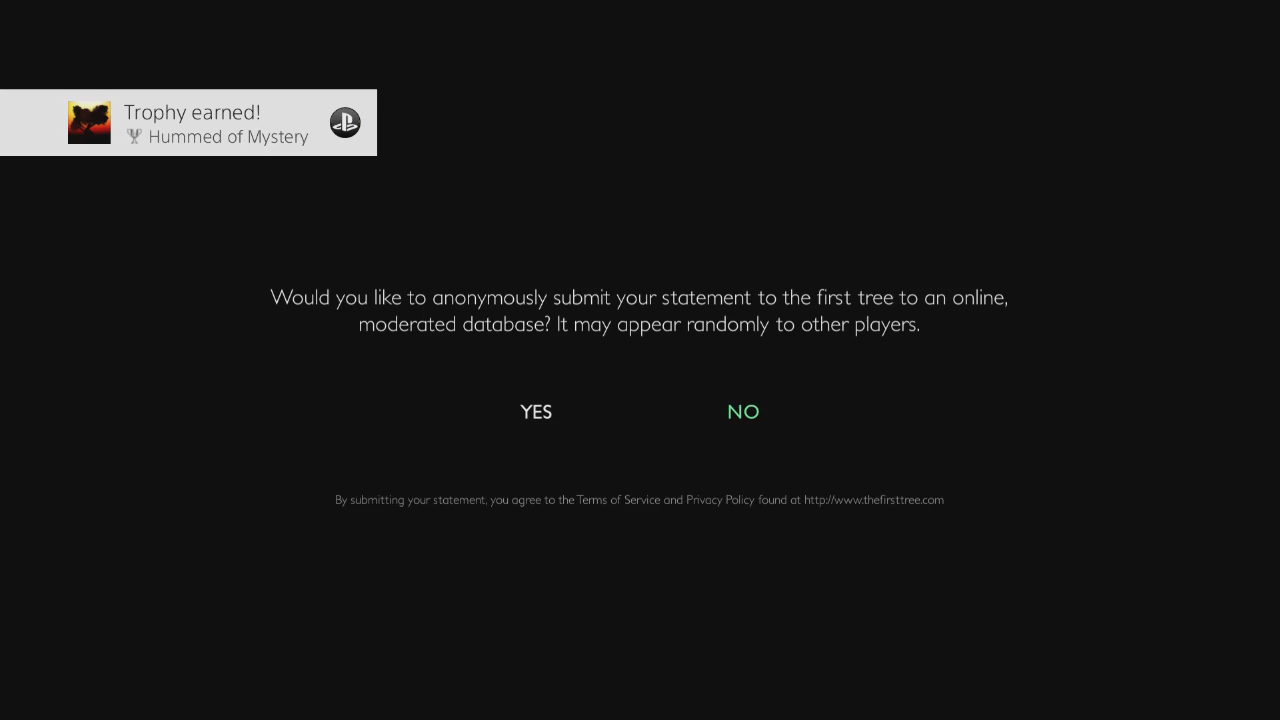 Trophy earned!
Hummed of Mystery
Would you like to anonymously submit your statement to the first tree to an online,
moderated database? It may appear randomly to other players.
YES NO
By submitting your statement, you agree to the Terms of Service and Privacy Policy found at http://www.thefirsttree.com